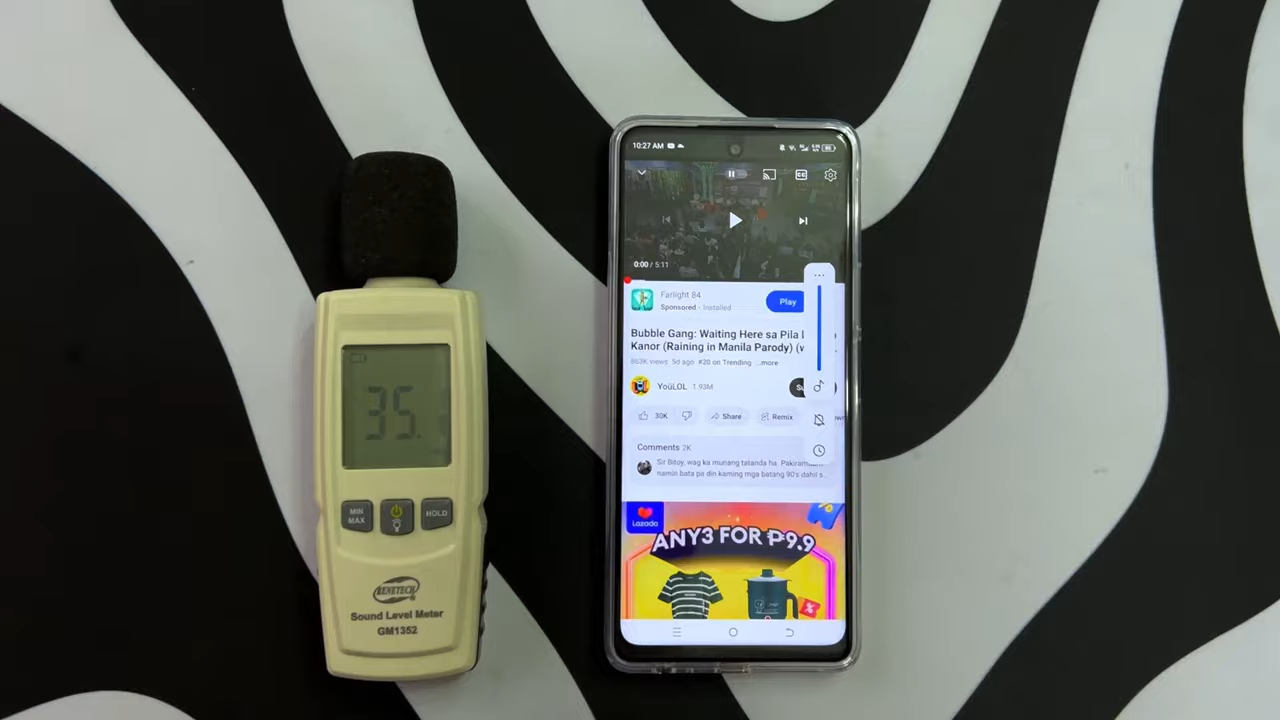 35.
MIN
MAX
HOLD
BENETECH
Sound Level Meter
GM1352
10:27 AM
0:00 / 5:11
Farlight 84
Sponsored · Installed
Play
Bubble Gang: Waiting Here sa Pila
Kanor (Raining in Manila Parody) (w
863K views 5d ago #20 on Trending ...more
YoüLOL 1.93M
30K
Share
Remix
Comments 2K
Sir Bitoy, wag ka munang tatanda ha.
namin bata pa din kaming mga batang 90's dahil s...
Lazada
ANY3 FOR ₱9.9